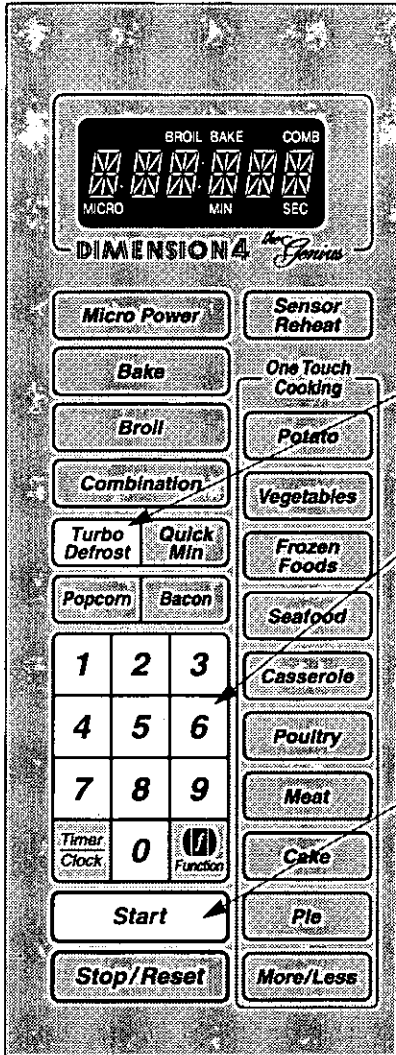 BROIL BAKE COMB
MICRO MIN SEC
DIMENSION 4 the Genius
Micro Power
Bake
Broil
Combination
Turbo
Defrost
Quick
Min
Popcorn
Bacon
1 2 3
4 5 6
7 8 9
Timer
Clock
0
Function
Start
Stop/Reset
Sensor
Reheat
One Touch
Cooking
Potato
Vegetables
Frozen
Foods
Seafood
Casserole
Poultry
Meat
Cake
Pie
More/Less